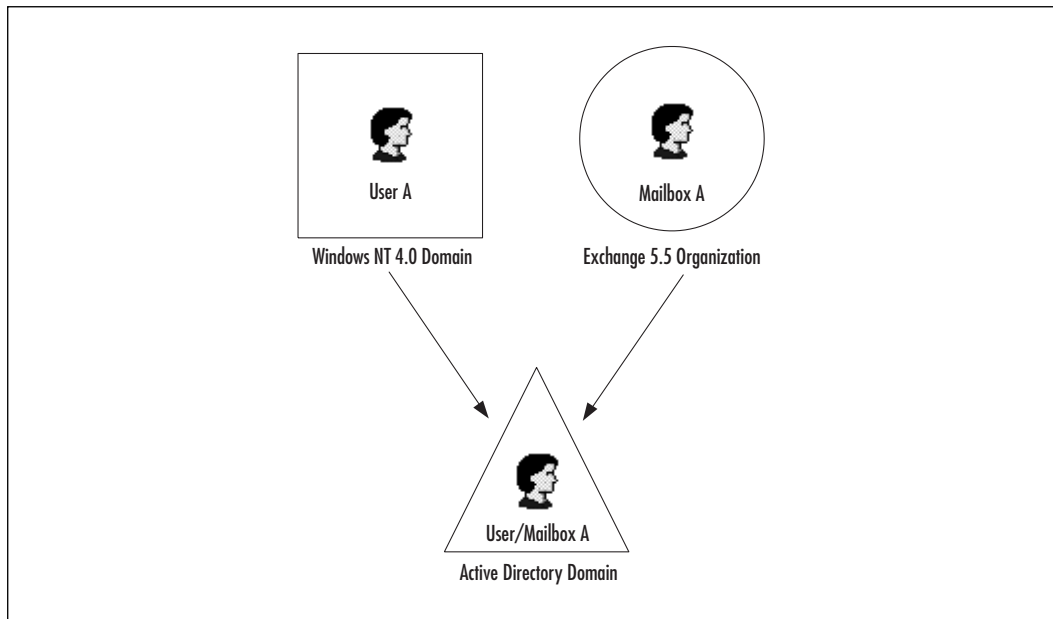 User A
Mailbox A
Windows NT 4.0 Domain
Exchange 5.5 Organization
User/Mailbox A
Active Directory Domain